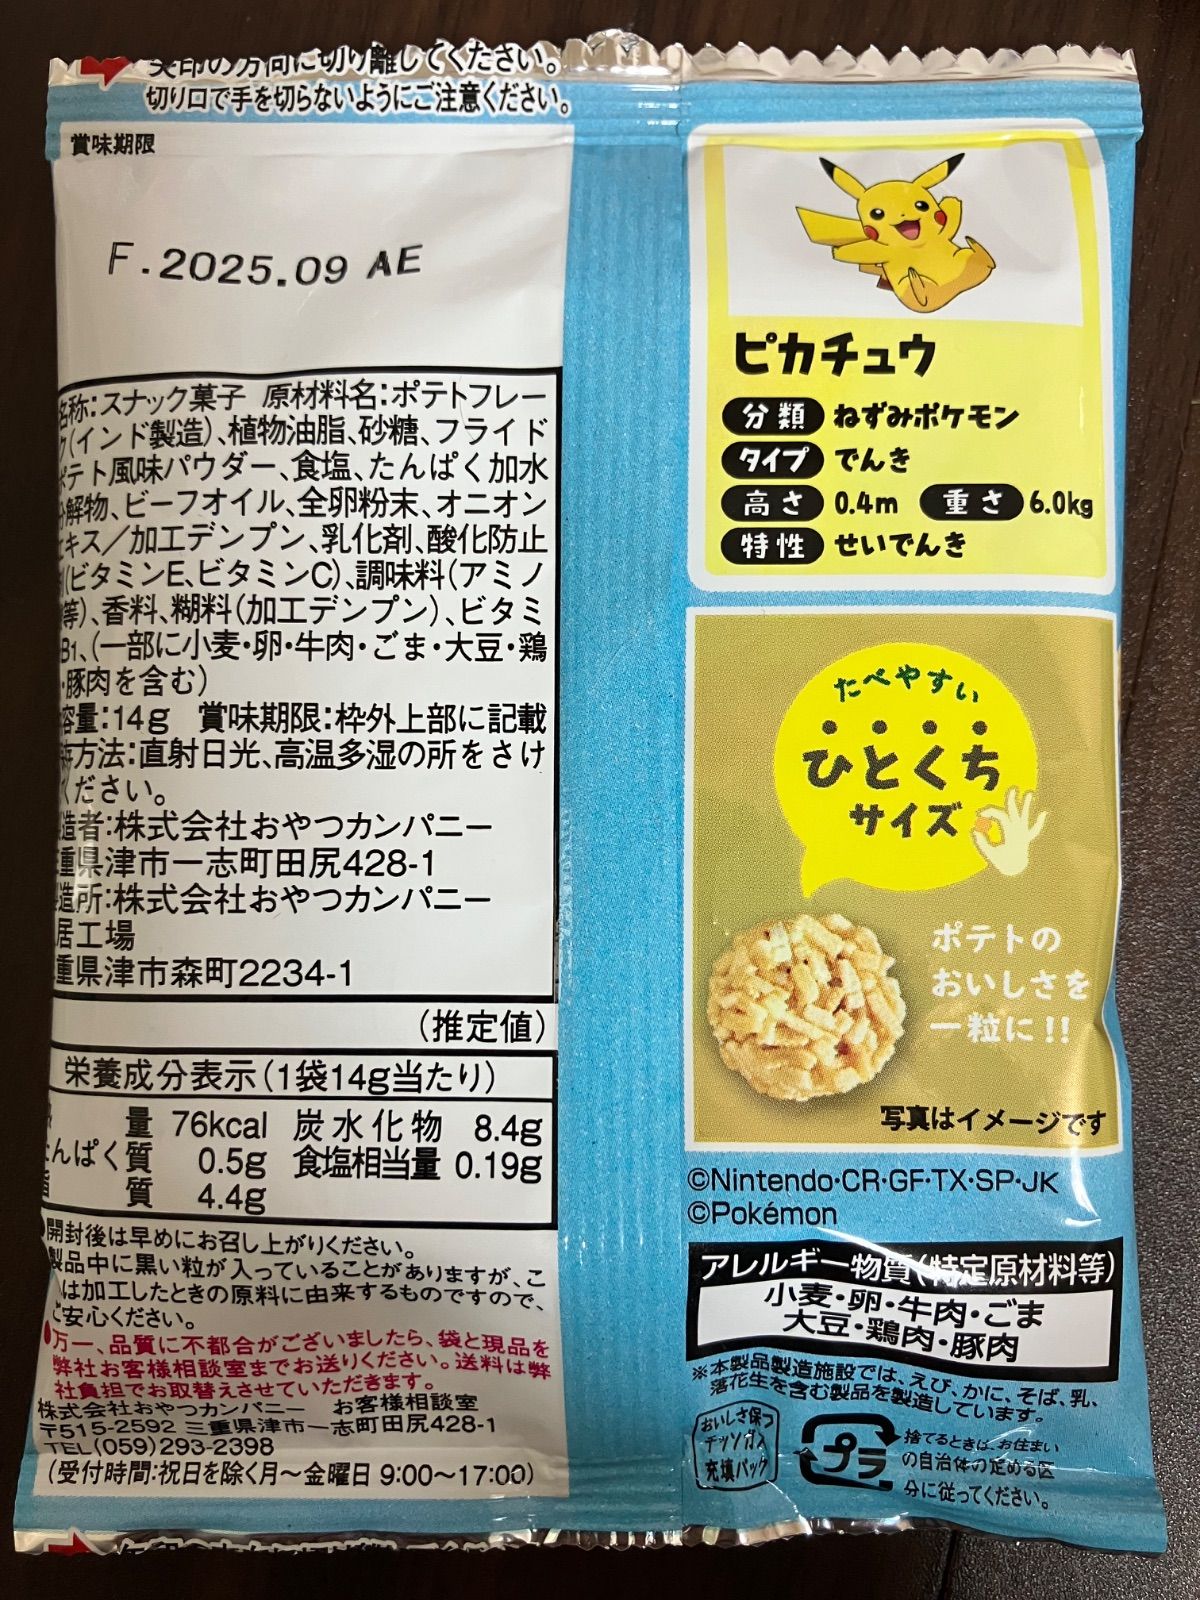 矢印の方向に切り離してください。
切り口で手を切らないようにご注意ください。
賞味期限
F.2025.09 AE
名称:スナック菓子 原材料名:ポテトフレー
ク(インド製造)、植物油脂、砂糖、フライド
ポテト風味パウダー、食塩、たんぱく加水
分解物、ビーフオイル、全卵粉末、オニオン
エキス/加工デンプン、乳化剤、酸化防止
(ビタミンE、ビタミンC)、調味料(アミノ
等)、香料、糊料(加工デンプン)、ビタミ
B1、(一部に小麦・卵・牛肉・ごま・大豆・鶏
・豚肉を含む)
容量:14g 賞味期限:枠外上部に記載
方法:直射日光、高温多湿の所をさけ
ください。
造者:株式会社おやつカンパニー
重県津市一志町田尻428-1
造所:株式会社おやつカンパニー
居工場
重県津市森町2234-1
(推定値)
栄養成分表示(1袋14g当たり)
量 76kcal 炭水化物 8.4g
たんぱく質 0.5g 食塩相当量 0.19g
脂質 4.4g
●開封後は早めにお召し上がりください。
製品中に黒い粒が入っていることがありますが、こ
は加工したときの原料に由来するものですので、
ご安心ください。
●万一、品質に不都合がございましたら、袋と現品を
弊社お客様相談室までお送りください。送料は弊
社負担でお取替えさせていただきます。
株式会社おやつカンパニー お客様相談室
〒515-2592 三重県津市一志町田尻428-1
TEL(059)293-2398
(受付時間:祝日を除く月～金曜日 9:00～17:00)
ピカチュウ
分類 ねずみポケモン
タイプ でんき
高さ 0.4m 重さ 6.0kg
特性 せいでんき
たべやすい
ひとくち
サイズ
ポテトの
おいしさを
一粒に!!
写真はイメージです
©Nintendo・CR・GF・TX・SP・JK
©Pokémon
アレルギー物質(特定原材料等)
小麦・卵・牛肉・ごま
大豆・鶏肉・豚肉
※本製品製造施設では、えび、かに、そば、乳、
落花生を含む製品を製造しています。
おいしさ保つ
チッソガス
充填パック
プラ
捨てるときは、お住まい
の自治体の定める区
分に従ってください。